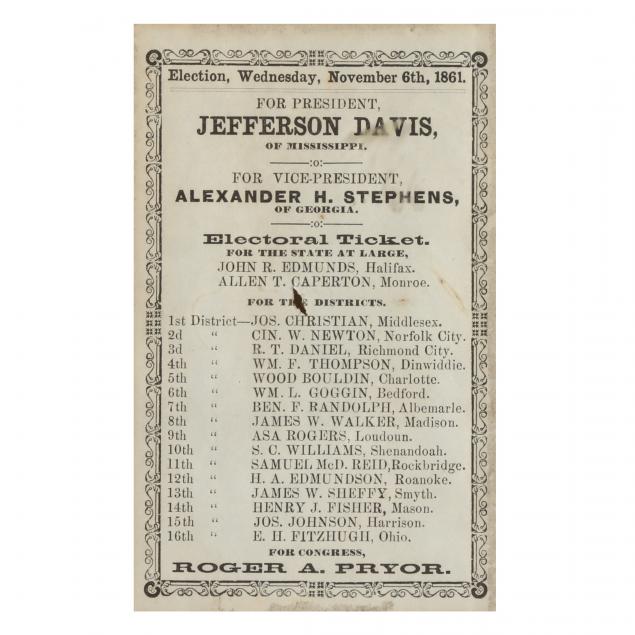 Election, Wednesday, November 6th, 1861.
FOR PRESIDENT,
JEFFERSON DAVIS,
OF MISSISSIPPI.
:o:
FOR VICE-PRESIDENT,
ALEXANDER H. STEPHENS,
OF GEORGIA.
:o:
Electoral Ticket.
FOR THE STATE AT LARGE,
JOHN R. EDMUNDS, Halifax.
ALLEN T. CAPERTON, Monroe.
FOR THE DISTRICTS.
1st District—JOS. CHRISTIAN, Middlesex.
2d " CIN. W. NEWTON, Norfolk City.
3d " R. T. DANIEL, Richmond City.
4th " WM. F. THOMPSON, Dinwiddie.
5th " WOOD BOULDIN, Charlotte.
6th " WM. L. GOGGIN, Bedford.
7th " BEN. F. RANDOLPH, Albemarle.
8th " JAMES W. WALKER, Madison.
9th " ASA ROGERS, Loudoun.
10th " S. C. WILLIAMS, Shenandoah.
11th " SAMUEL McD. REID, Rockbridge.
12th " H. A. EDMUNDSON, Roanoke.
13th " JAMES W. SHEFFY, Smyth.
14th " HENRY J. FISHER, Mason.
15th " JOS. JOHNSON, Harrison.
16th " E. H. FITZHUGH, Ohio.
FOR CONGRESS,
ROGER A. PRYOR.